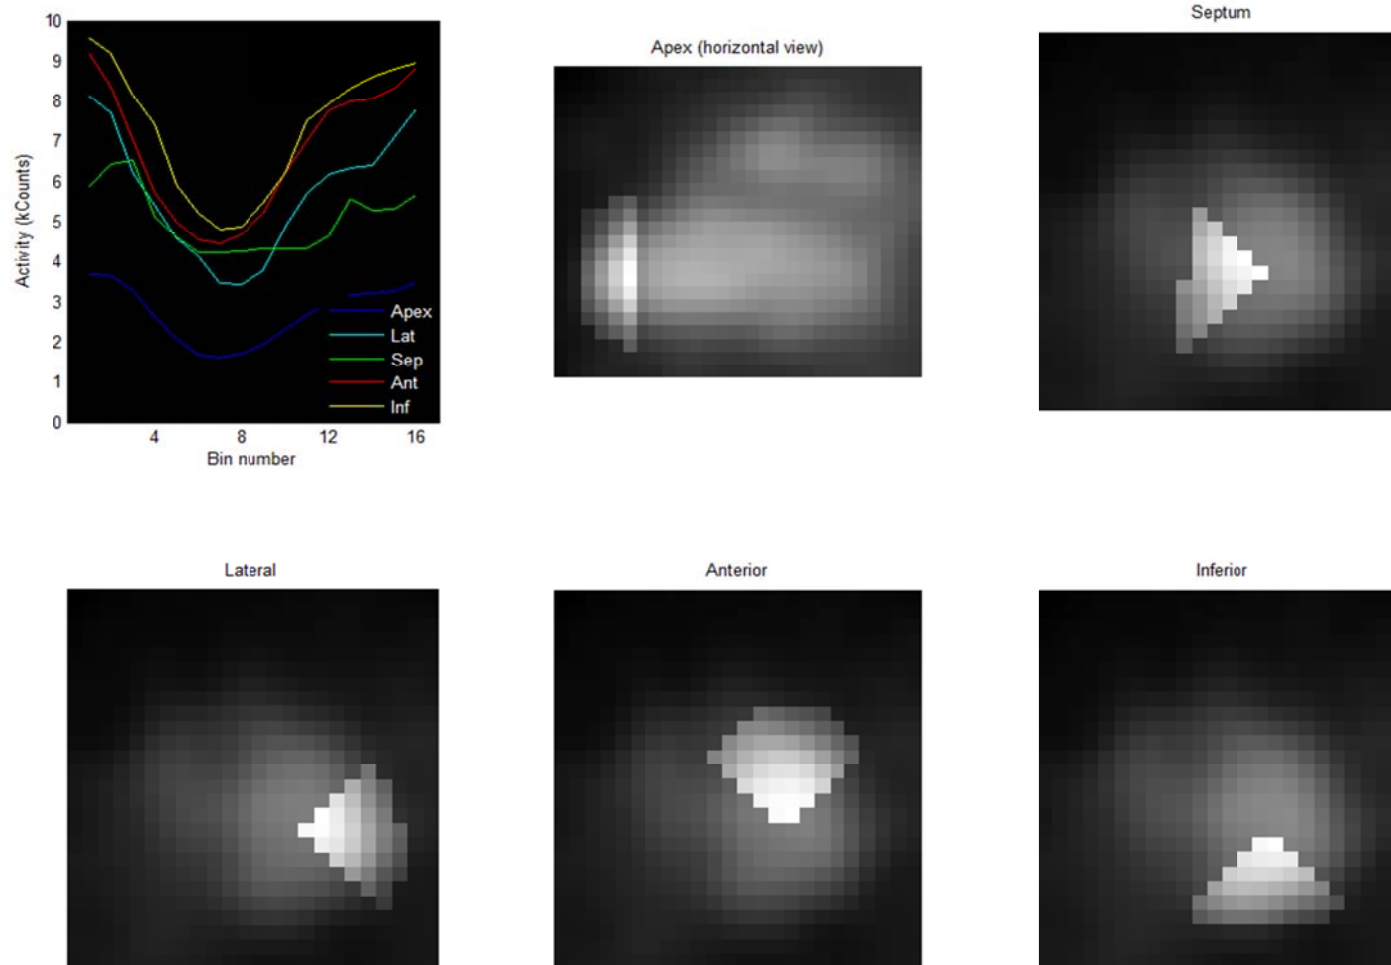 Septum
Apex (horizontal view)
10
9
8
7
6
5
4
3
2
1
0
Activity (kCounts)
Apex
Lat
Sep
Ant
Inf
4 8 12 16
Bin number
Lateral
Anterior
Inferior